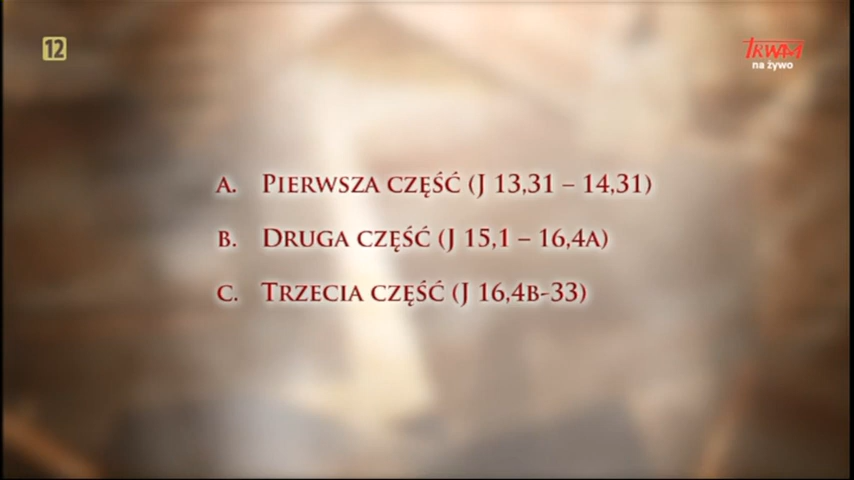 12
TRWAM
na żywo
A. PIERWSZA CZĘŚĆ (J 13,31 – 14,31)
B. DRUGA CZĘŚĆ (J 15,1 – 16,4A)
C. TRZECIA CZĘŚĆ (J 16,4B-33)